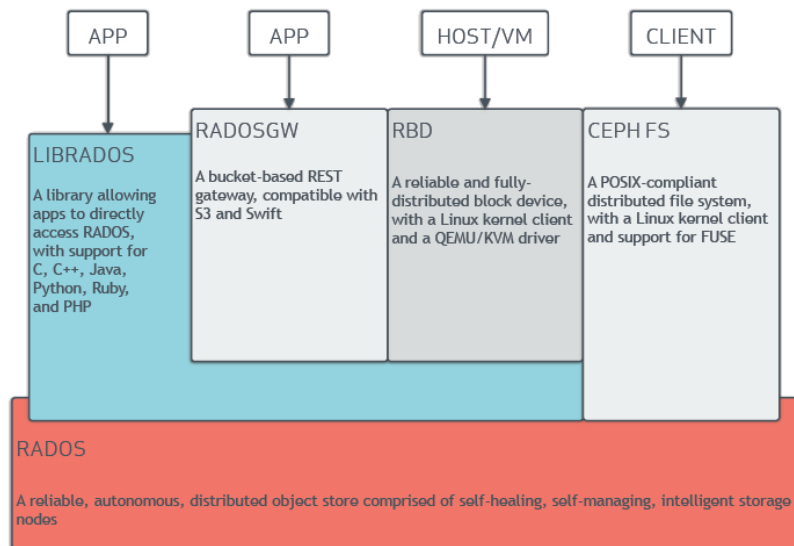 APP
APP
HOST/VM
CLIENT
LIBRADOS
A library allowing
apps to directly
access RADOS,
with support for
C, C++, Java,
Python, Ruby,
and PHP
RADOSGW
A bucket-based REST
gateway, compatible with
S3 and Swift
RBD
A reliable and fully-
distributed block device,
with a Linux kernel client
and a QEMU/KVM driver
CEPH FS
A POSIX-compliant
distributed file system,
with a Linux kernel client
and support for FUSE
RADOS
A reliable, autonomous, distributed object store comprised of self-healing, self-managing, intelligent storage
nodes